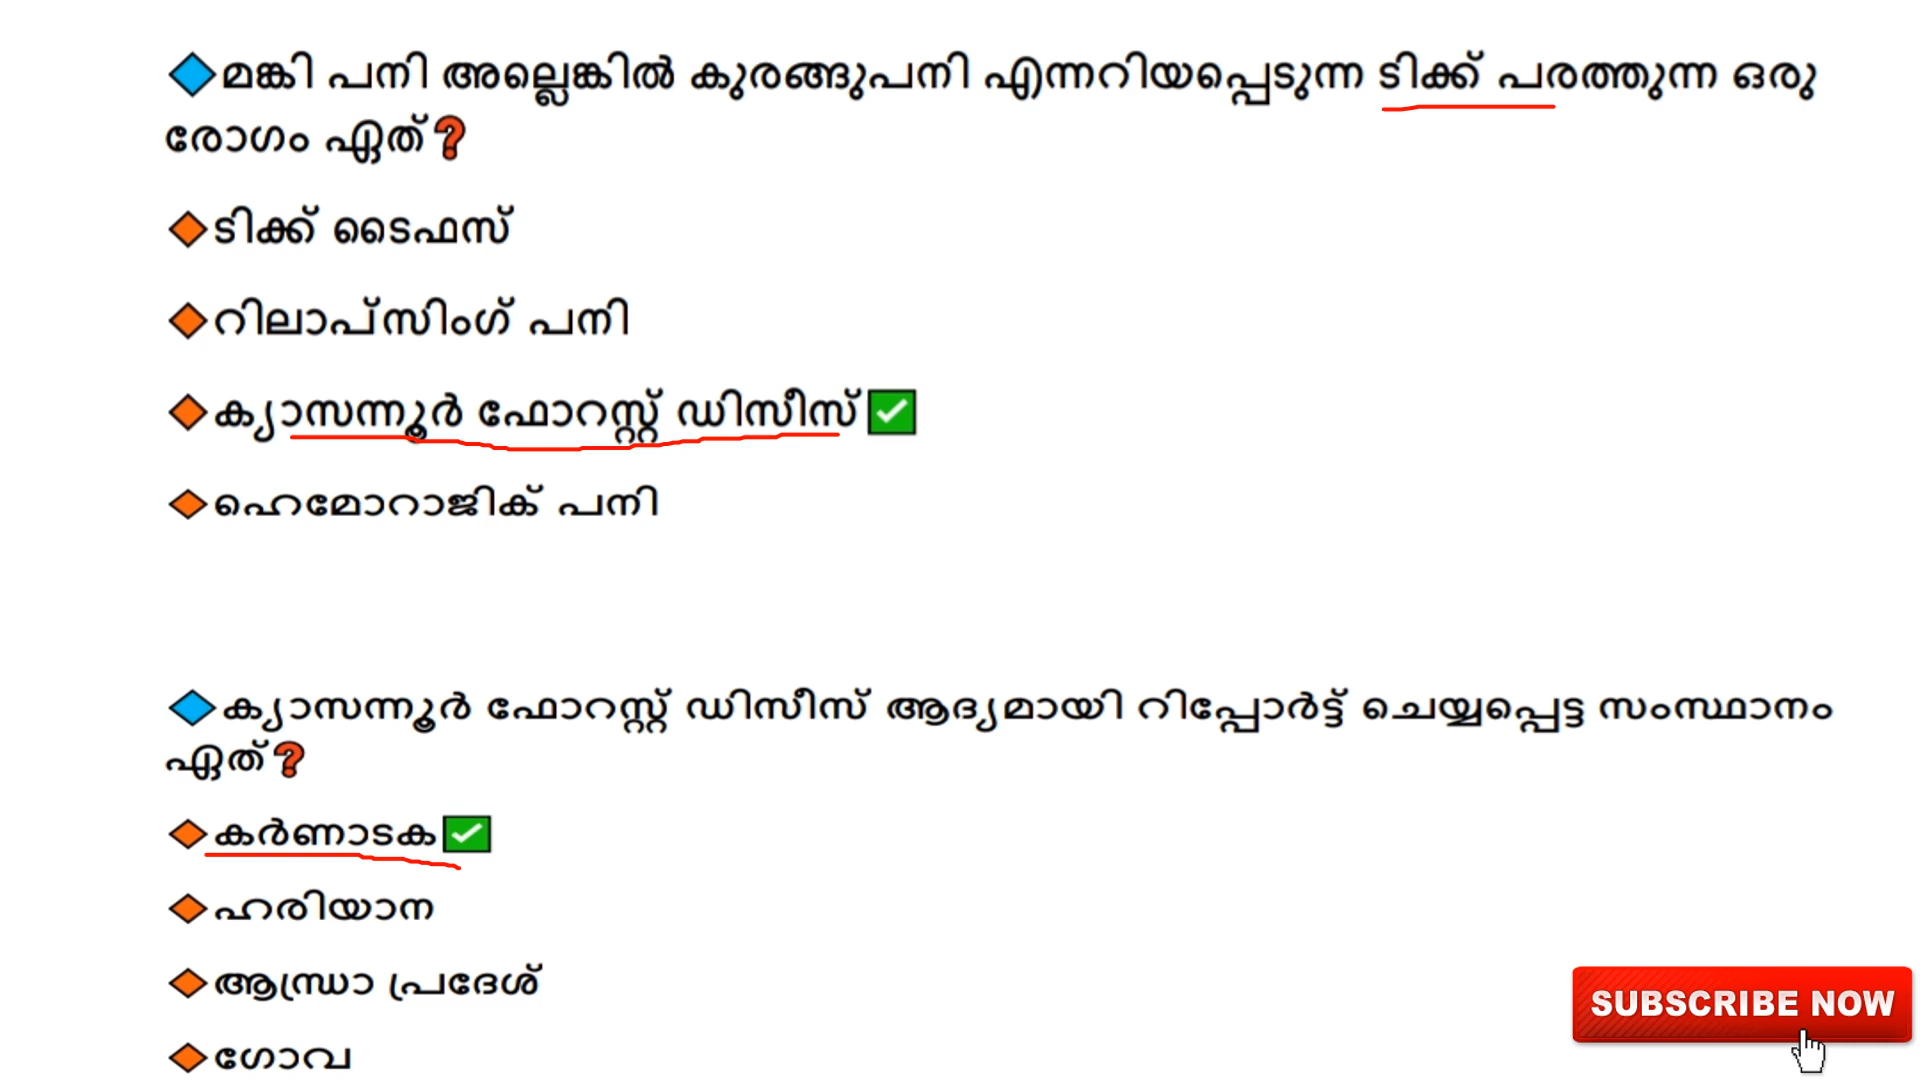 🔷മങ്കി പനി അല്ലെങ്കിൽ കുരങ്ങുപനി എന്നറിയപ്പെടുന്ന ടിക്ക് പരത്തുന്ന ഒരു
രോഗം ഏത്❓
🔶ടിക്ക് ടൈഫസ്
🔶റിലാപ്സിംഗ് പനി
🔶ക്യാസന്നൂർ ഫോറസ്റ്റ് ഡിസീസ്✅
🔶ഹെമോറാജിക് പനി
🔷ക്യാസന്നൂർ ഫോറസ്റ്റ് ഡിസീസ് ആദ്യമായി റിപ്പോർട്ട് ചെയ്യപ്പെട്ട സംസ്ഥാനം
ഏത്❓
🔶കർണാടക✅
🔶ഹരിയാന
🔶ആന്ധ്രാ പ്രദേശ്
🔶ഗോവ
SUBSCRIBE NOW